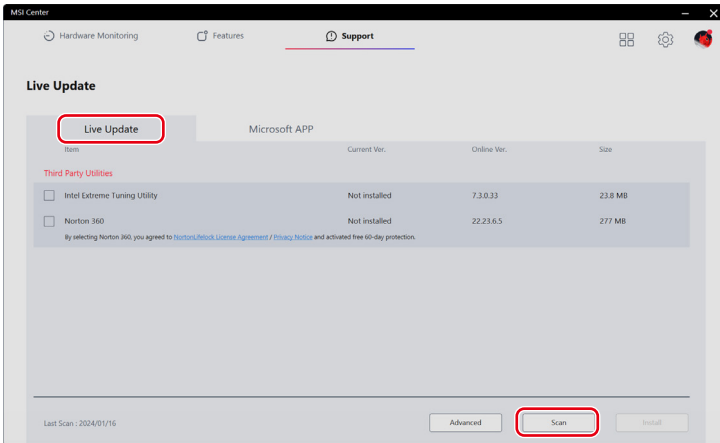 MSI Center
Hardware Monitoring Features Support
Live Update
Live Update Microsoft APP
Item Current Ver. Online Ver. Size
Third Party Utilities
Intel Extreme Tuning Utility Not installed 7.3.0.33 23.8 MB
Norton 360 Not installed 22.23.6.5 277 MB
By selecting Norton 360, you agreed to NortonLifelock License Agreement / Privacy Notice and activated free 60-day protection.
Last Scan : 2024/01/16 Advanced Scan Install